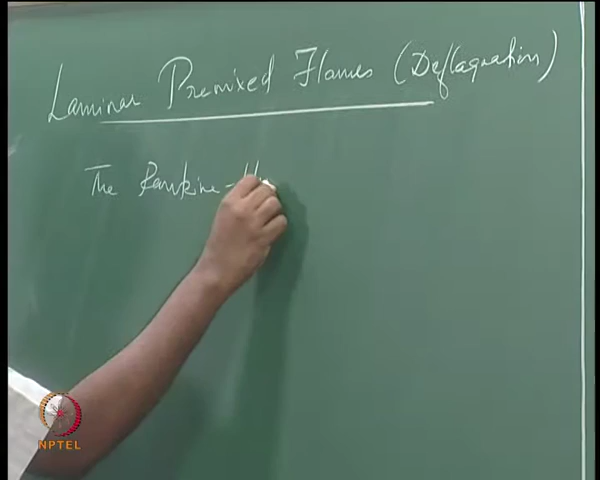 Laminar Premixed Flames (Deflagration)
The Rankine-H
NPTEL